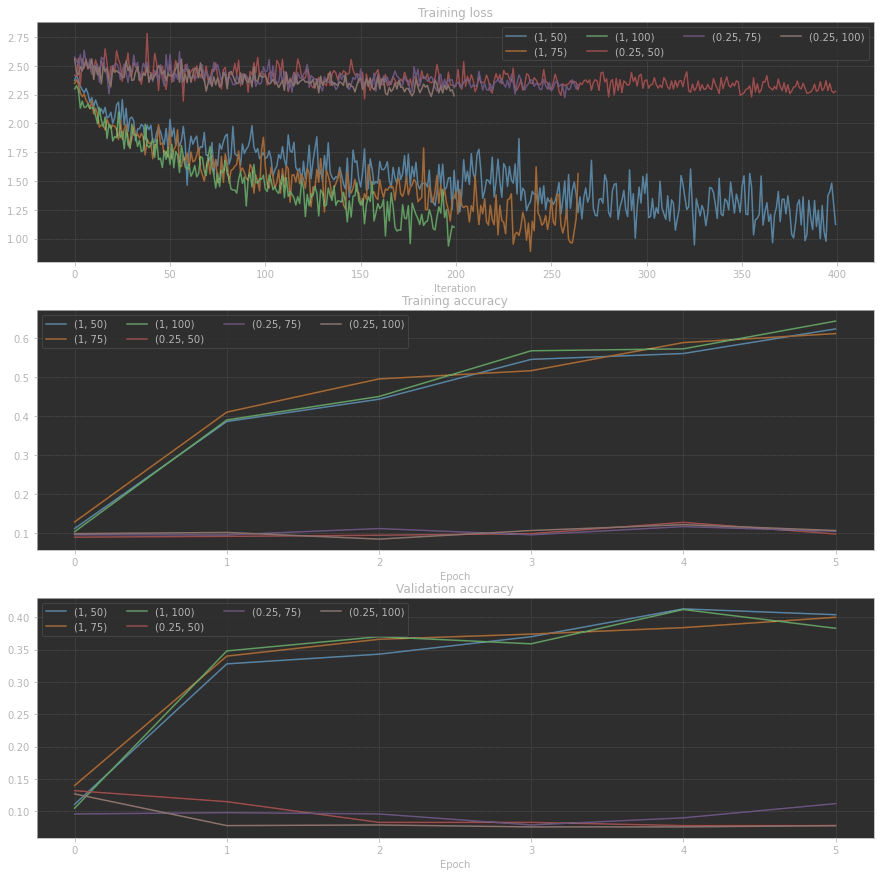 Training loss
(1, 50) (1, 100) (0.25, 75) (0.25, 100)
(1, 75) (0.25, 50)
2.75
2.50
2.25
2.00
1.75
1.50
1.25
1.00
0 50 100 150 200 250 300 350 400
Iteration
Training accuracy
(1, 50) (1, 100) (0.25, 75) (0.25, 100)
(1, 75) (0.25, 50)
0.6
0.5
0.4
0.3
0.2
0.1
0 1 2 3 4 5
Epoch
Validation accuracy
(1, 50) (1, 100) (0.25, 75) (0.25, 100)
(1, 75) (0.25, 50)
0.40
0.35
0.30
0.25
0.20
0.15
0.10
0 1 2 3 4 5
Epoch